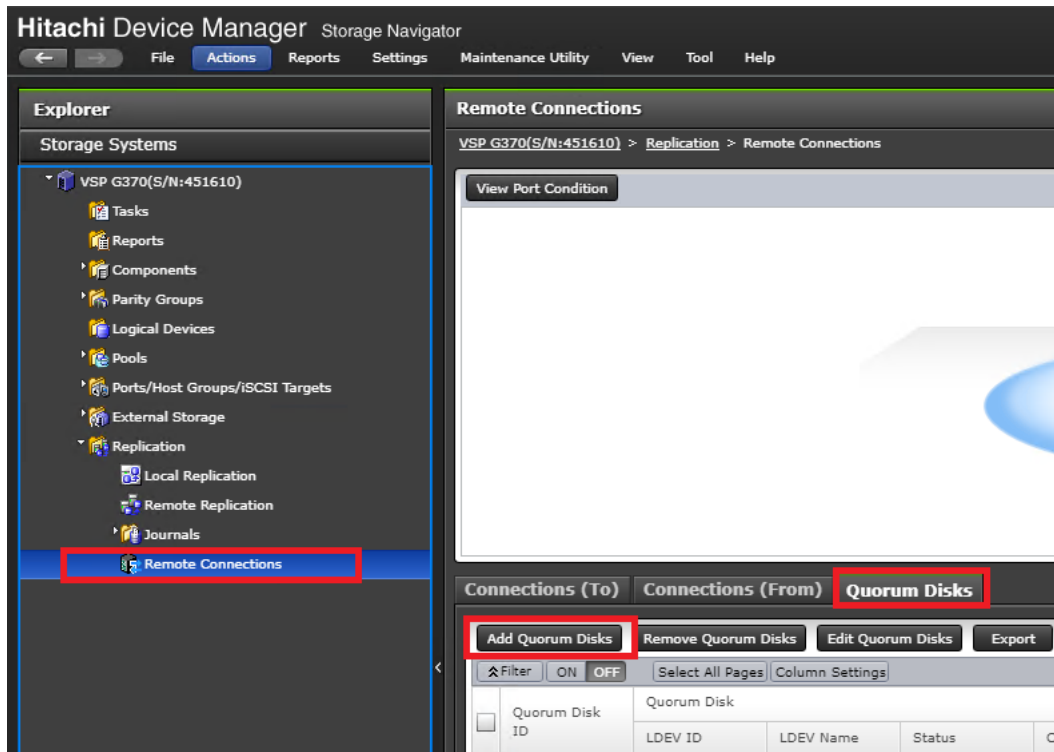 Hitachi Device Manager Storage Navigator
File Actions Reports Settings Maintenance Utility View Tool Help
Explorer
Storage Systems
VSP G370(S/N:451610)
Tasks
Reports
Components
Parity Groups
Logical Devices
Pools
Ports/Host Groups/iSCSI Targets
External Storage
Replication
Local Replication
Remote Replication
Journals
Remote Connections
Remote Connections
VSP G370(S/N:451610) > Replication > Remote Connections
View Port Condition
Connections (To) Connections (From) Quorum Disks
Add Quorum Disks Remove Quorum Disks Edit Quorum Disks Export
Filter ON OFF Select All Pages Column Settings
Quorum Disk
ID
Quorum Disk
LDEV ID LDEV Name Status